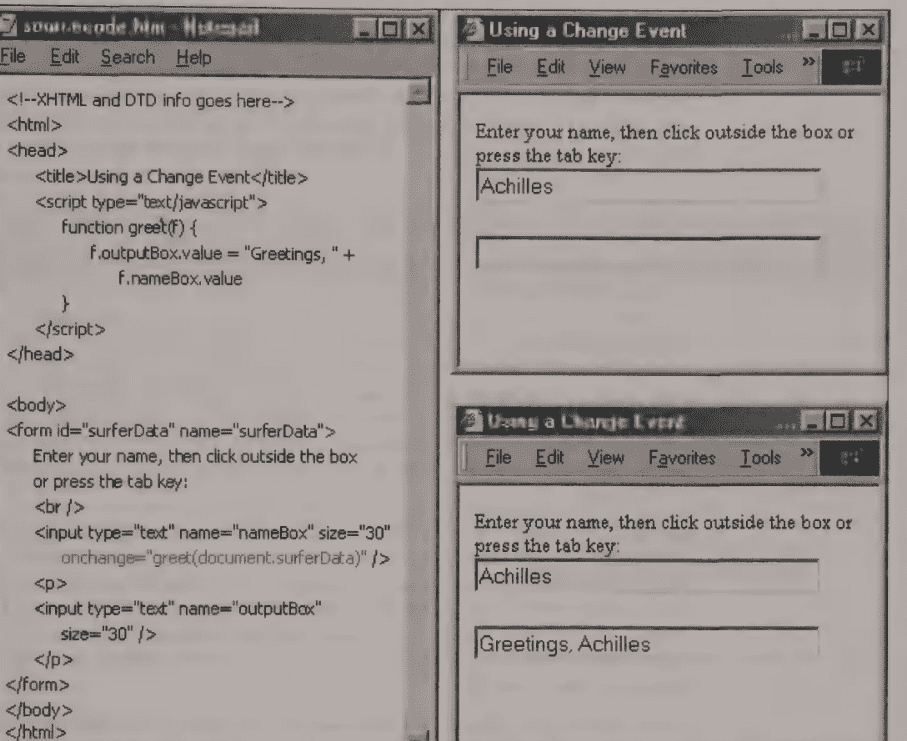 sourcecode.htm - Notepad
File Edit Search Help
<!--XHTML and DTD info goes here-->
<html>
<head>
<title>Using a Change Event</title>
<script type="text/javascript">
function greet(f) {
f.outputBox.value = "Greetings, " +
f.nameBox.value
}
</script>
</head>
<body>
<form id="surferData" name="surferData">
Enter your name, then click outside the box
or press the tab key:
<br />
<input type="text" name="nameBox" size="30"
onchange="greet(document.surferData)" />
<p>
<input type="text" name="outputBox"
size="30" />
</p>
</form>
</body>
</html>
Using a Change Event
File Edit View Favorites Tools »
Enter your name, then click outside the box or
press the tab key:
Achilles
Using a Change Event
File Edit View Favorites Tools »
Enter your name, then click outside the box or
press the tab key:
Achilles
Greetings, Achilles